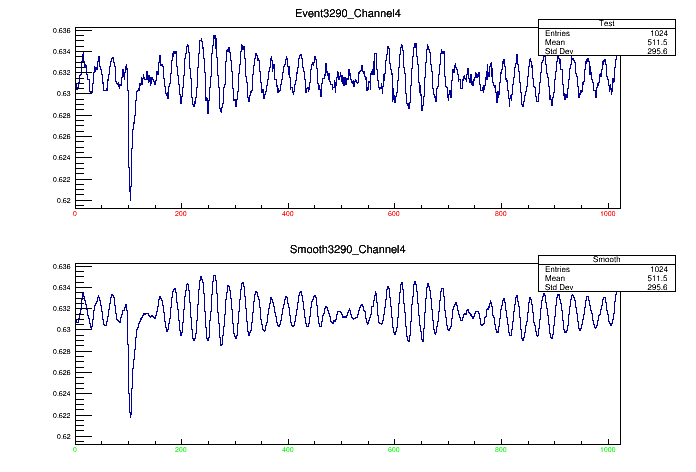 Event3290_Channel4
Test
Entries 1024
Mean 511.5
Std Dev 295.6
0.636
0.634
0.632
0.63
0.628
0.626
0.624
0.622
0.62
0 200 400 600 800 1000
Smooth3290_Channel4
Smooth
Entries 1024
Mean 511.5
Std Dev 295.6
0.636
0.634
0.632
0.63
0.628
0.626
0.624
0.622
0.62
0 200 400 600 800 1000